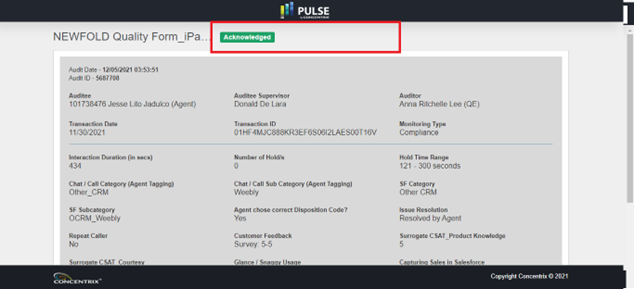 PULSE
by CONCENTRIX
NEWFOLD Quality Form_iPa... Acknowledged
Audit Date - 12/05/2021 03:53:51
Audit ID - 5687708
Auditee Auditee Supervisor Auditor
101738476 Jesse Lito Jadulco (Agent) Donald De Lara Anna Ritchelle Lee (QE)
Transaction Date Transaction ID Monitoring Type
11/30/2021 01HF4MJC888KR3EF6S06I2LAES00T16V Compliance
Interaction Duration (in secs) Number of Hold/s Hold Time Range
434 0 121 - 300 seconds
Chat / Call Category (Agent Tagging) Chat / Call Sub Category (Agent Tagging) SF Category
Other_CRM Weebly Other CRM
SF Subcategory Agent chose correct Disposition Code? Issue Resolution
OCRM_Weebly Yes Resolved by Agent
Repeat Caller Customer Feedback Surrogate CSAT_Product Knowledge
No Survey: 5-5 5
Surrogate CSAT_Courtesy Glance / Snaggy Usage Capturing Sales in Salesforce
CONCENTRIX Copyright Concentrix © 2021